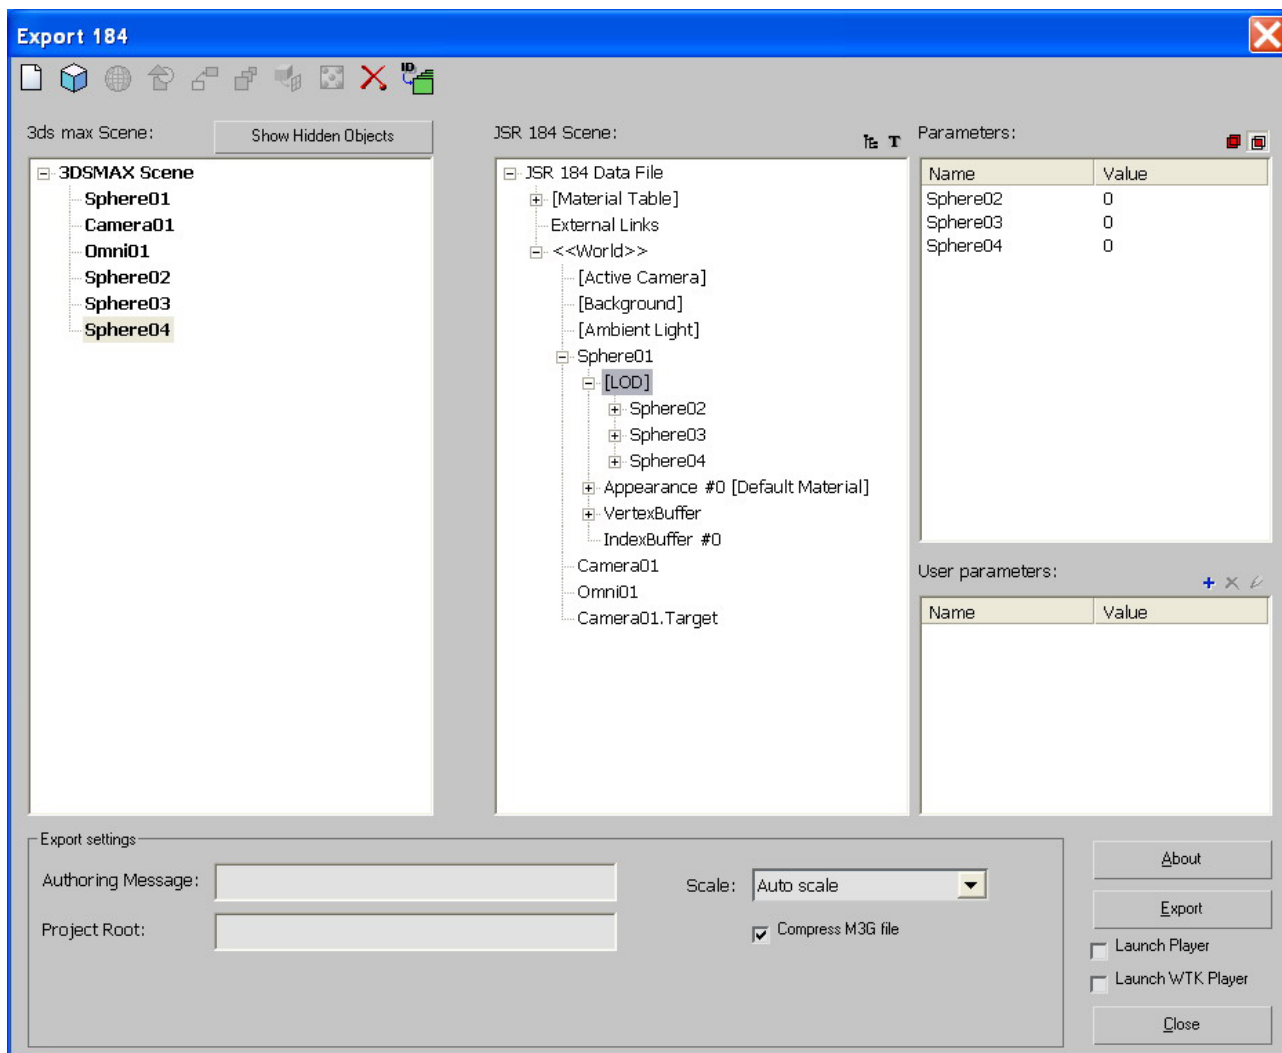 Export 184
ID
3ds max Scene:
Show Hidden Objects
3DSMAX Scene
Sphere01
Camera01
Omni01
Sphere02
Sphere03
Sphere04
JSR 184 Scene:
T
JSR 184 Data File
[Material Table]
External Links
<<World>>
[Active Camera]
[Background]
[Ambient Light]
Sphere01
[LOD]
Sphere02
Sphere03
Sphere04
Appearance #0 [Default Material]
VertexBuffer
IndexBuffer #0
Camera01
Omni01
Camera01.Target
Parameters:
Name Value
Sphere02 0
Sphere03 0
Sphere04 0
User parameters:
Name Value
Export settings
Authoring Message:
Project Root:
Scale: Auto scale
Compress M3G file
About
Export
Launch Player
Launch WTK Player
Close